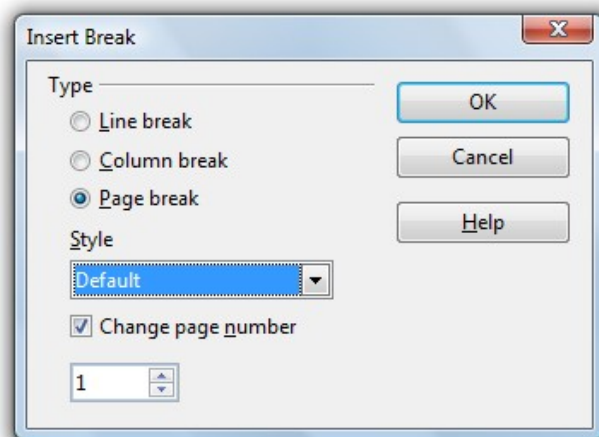 Insert Break
Type
Line break
Column break
Page break
Style
Default
Change page number
1
OK
Cancel
Help